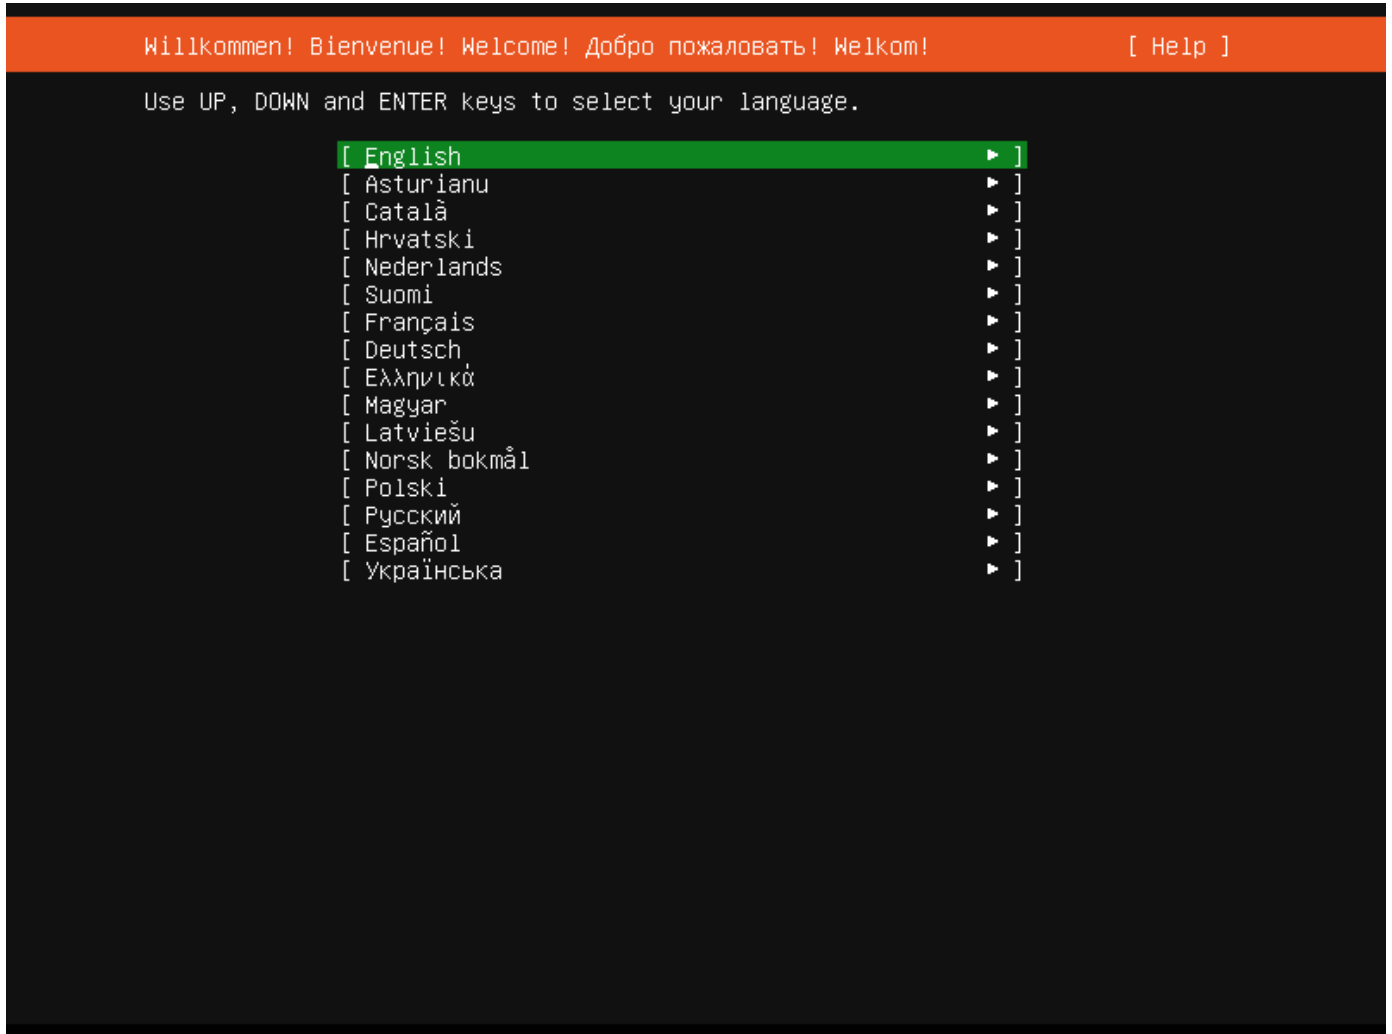 Willkommen! Bienvenue! Welcome! Добро пожаловать! Welkom! [ Help ]
Use UP, DOWN and ENTER keys to select your language.
[ English ► ]
[ Asturianu ► ]
[ Català ► ]
[ Hrvatski ► ]
[ Nederlands ► ]
[ Suomi ► ]
[ Français ► ]
[ Deutsch ► ]
[ Ελληνικά ► ]
[ Magyar ► ]
[ Latviešu ► ]
[ Norsk bokmål ► ]
[ Polski ► ]
[ Русский ► ]
[ Español ► ]
[ Українська ► ]